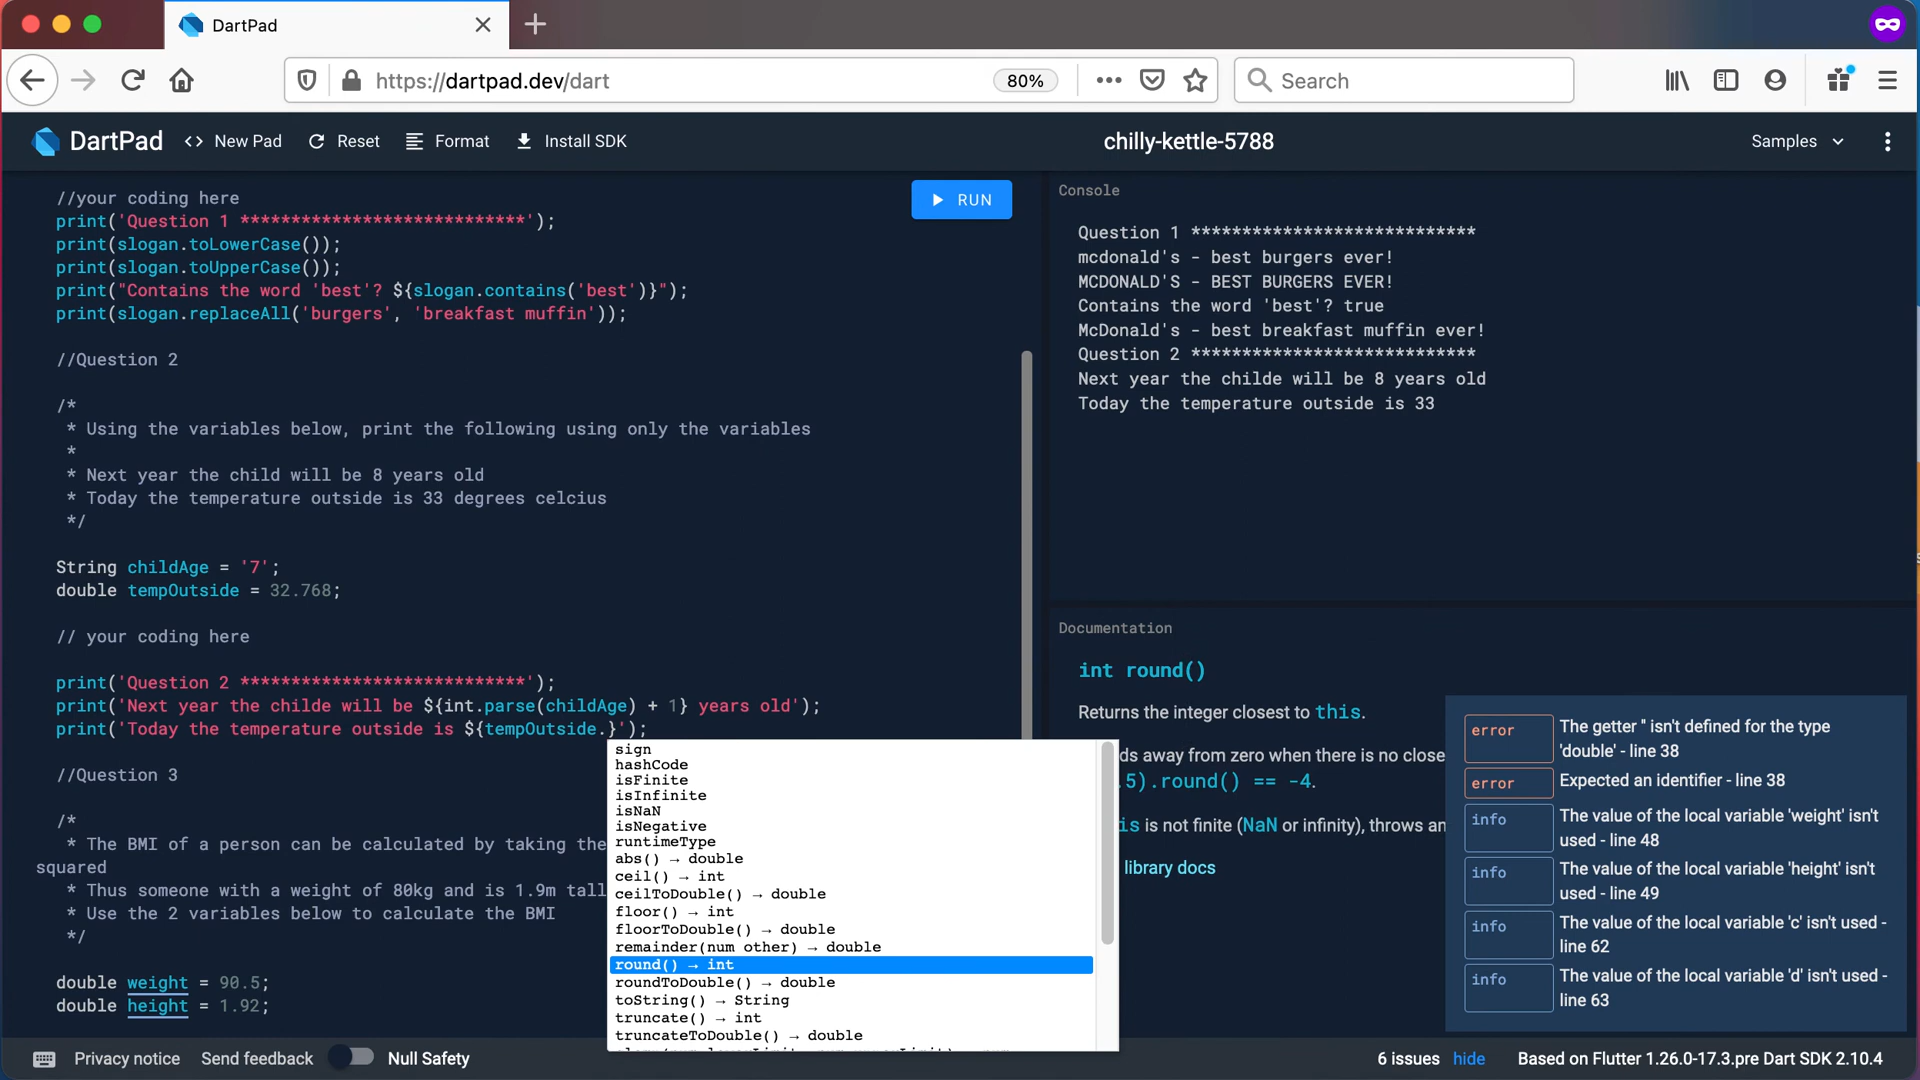 DartPad
https://dartpad.dev/dart
80%
Search
DartPad
New Pad
Reset
Format
Install SDK
chilly-kettle-5788
Samples
//your coding here
print('Question 1 ****************************');
print(slogan.toLowerCase());
print(slogan.toUpperCase());
print("Contains the word 'best'? ${slogan.contains('best')}");
print(slogan.replaceAll('burgers', 'breakfast muffin'));
//Question 2
/*
* Using the variables below, print the following using only the variables
*
* Next year the child will be 8 years old
* Today the temperature outside is 33 degrees celcius
*/
String childAge = '7';
double tempOutside = 32.768;
// your coding here
print('Question 2 ****************************');
print('Next year the childe will be ${int.parse(childAge) + 1} years old');
print('Today the temperature outside is ${tempOutside.}');
//Question 3
/*
* The BMI of a person can be calculated by taking the
squared
* Thus someone with a weight of 80kg and is 1.9m tall
* Use the 2 variables below to calculate the BMI
*/
double weight = 90.5;
double height = 1.92;
sign
hashCode
isFinite
isInfinite
isNaN
isNegative
runtimeType
abs() → double
ceil() → int
ceilToDouble() → double
floor() → int
floorToDouble() → double
remainder(num other) → double
round() → int
roundToDouble() → double
toString() → String
truncate() → int
truncateToDouble() → double
RUN
Console
Question 1 ****************************
mcdonald's - best burgers ever!
MCDONALD'S - BEST BURGERS EVER!
Contains the word 'best'? true
McDonald's - best breakfast muffin ever!
Question 2 ****************************
Next year the childe will be 8 years old
Today the temperature outside is 33
Documentation
int round()
Returns the integer closest to this.
ds away from zero when there is no close
.5).round() == -4.
is is not finite (NaN or infinity), throws an
library docs
error The getter '' isn't defined for the type
'double' - line 38
error Expected an identifier - line 38
info The value of the local variable 'weight' isn't
used - line 48
info The value of the local variable 'height' isn't
used - line 49
info The value of the local variable 'c' isn't used -
line 62
info The value of the local variable 'd' isn't used -
line 63
Privacy notice
Send feedback
Null Safety
6 issues
hide
Based on Flutter 1.26.0-17.3.pre Dart SDK 2.10.4